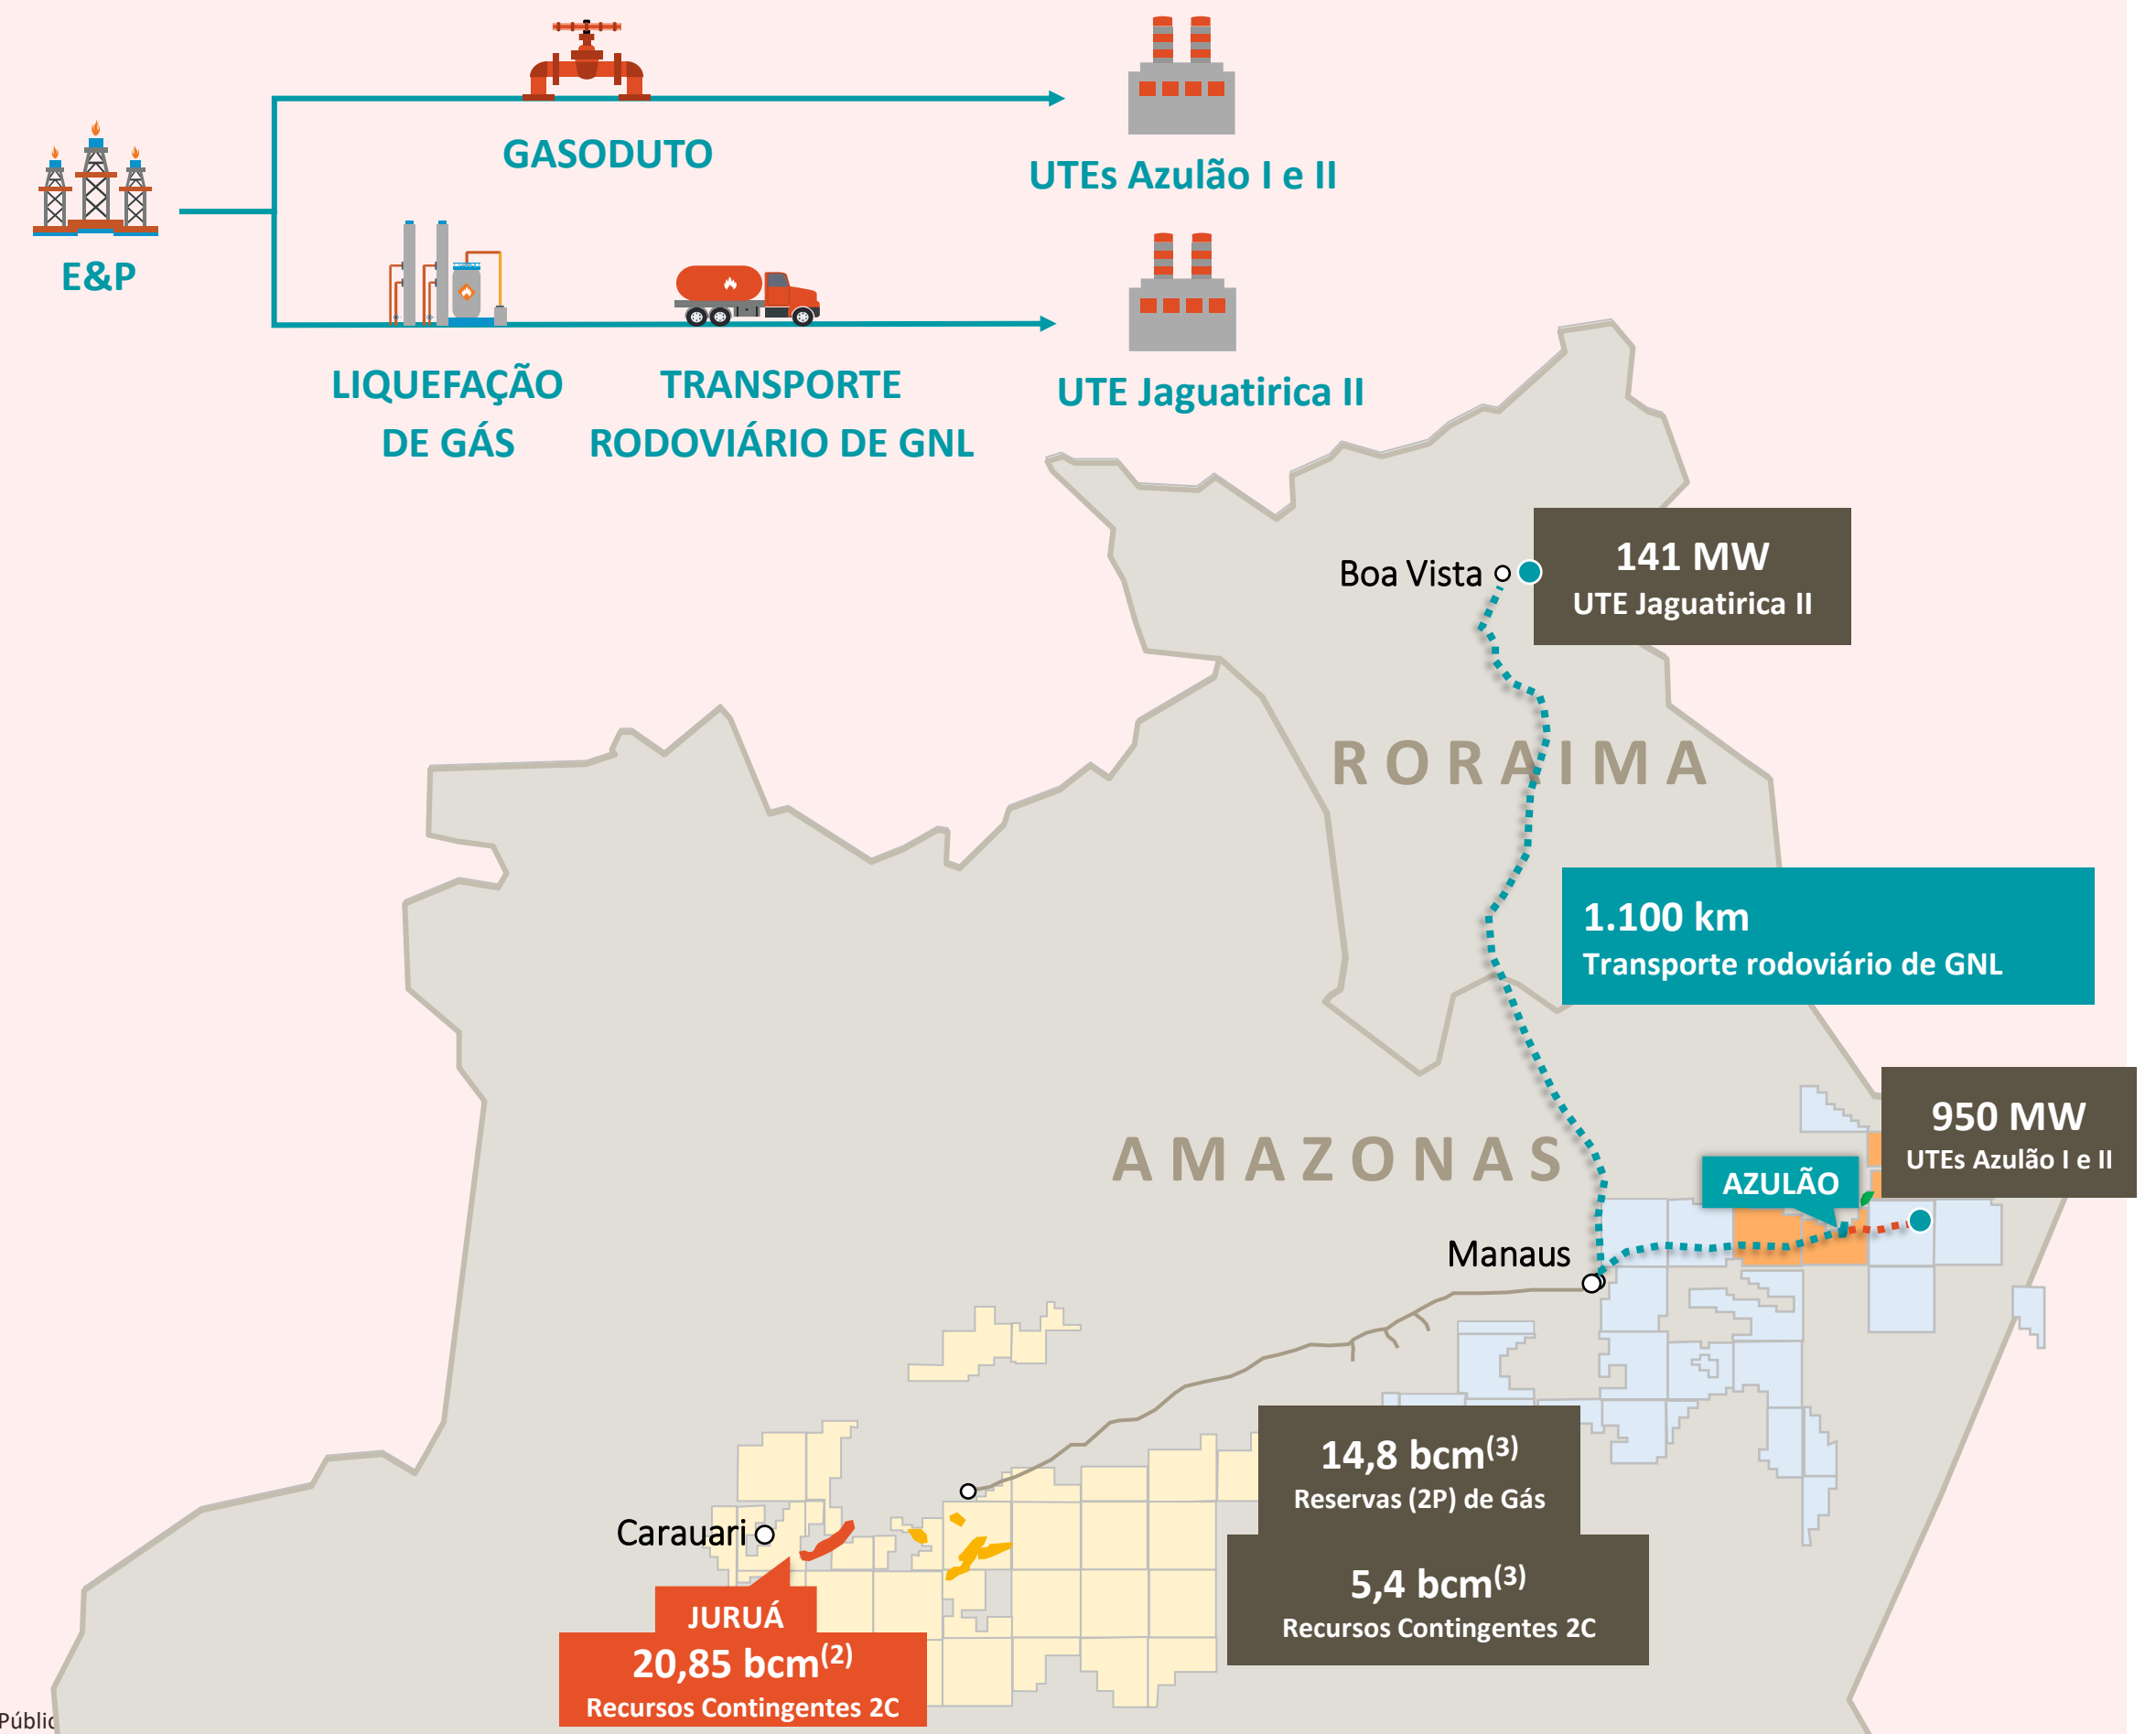 GASODUTO
UTEs Azulão I e II
E&P
LIQUEFAÇÃO
DE GÁS
TRANSPORTE
RODOVIÁRIO DE GNL
UTE Jaguatirica II
Boa Vista
141 MW
UTE Jaguatirica II
RORAIMA
1.100 km
Transporte rodoviário de GNL
AMAZONAS
950 MW
UTEs Azulão I e II
AZULÃO
Manaus
14,8 bcm(3)
Reservas (2P) de Gás
5,4 bcm(3)
Recursos Contingentes 2C
Carauari
JURUÁ
20,85 bcm(2)
Recursos Contingentes 2C